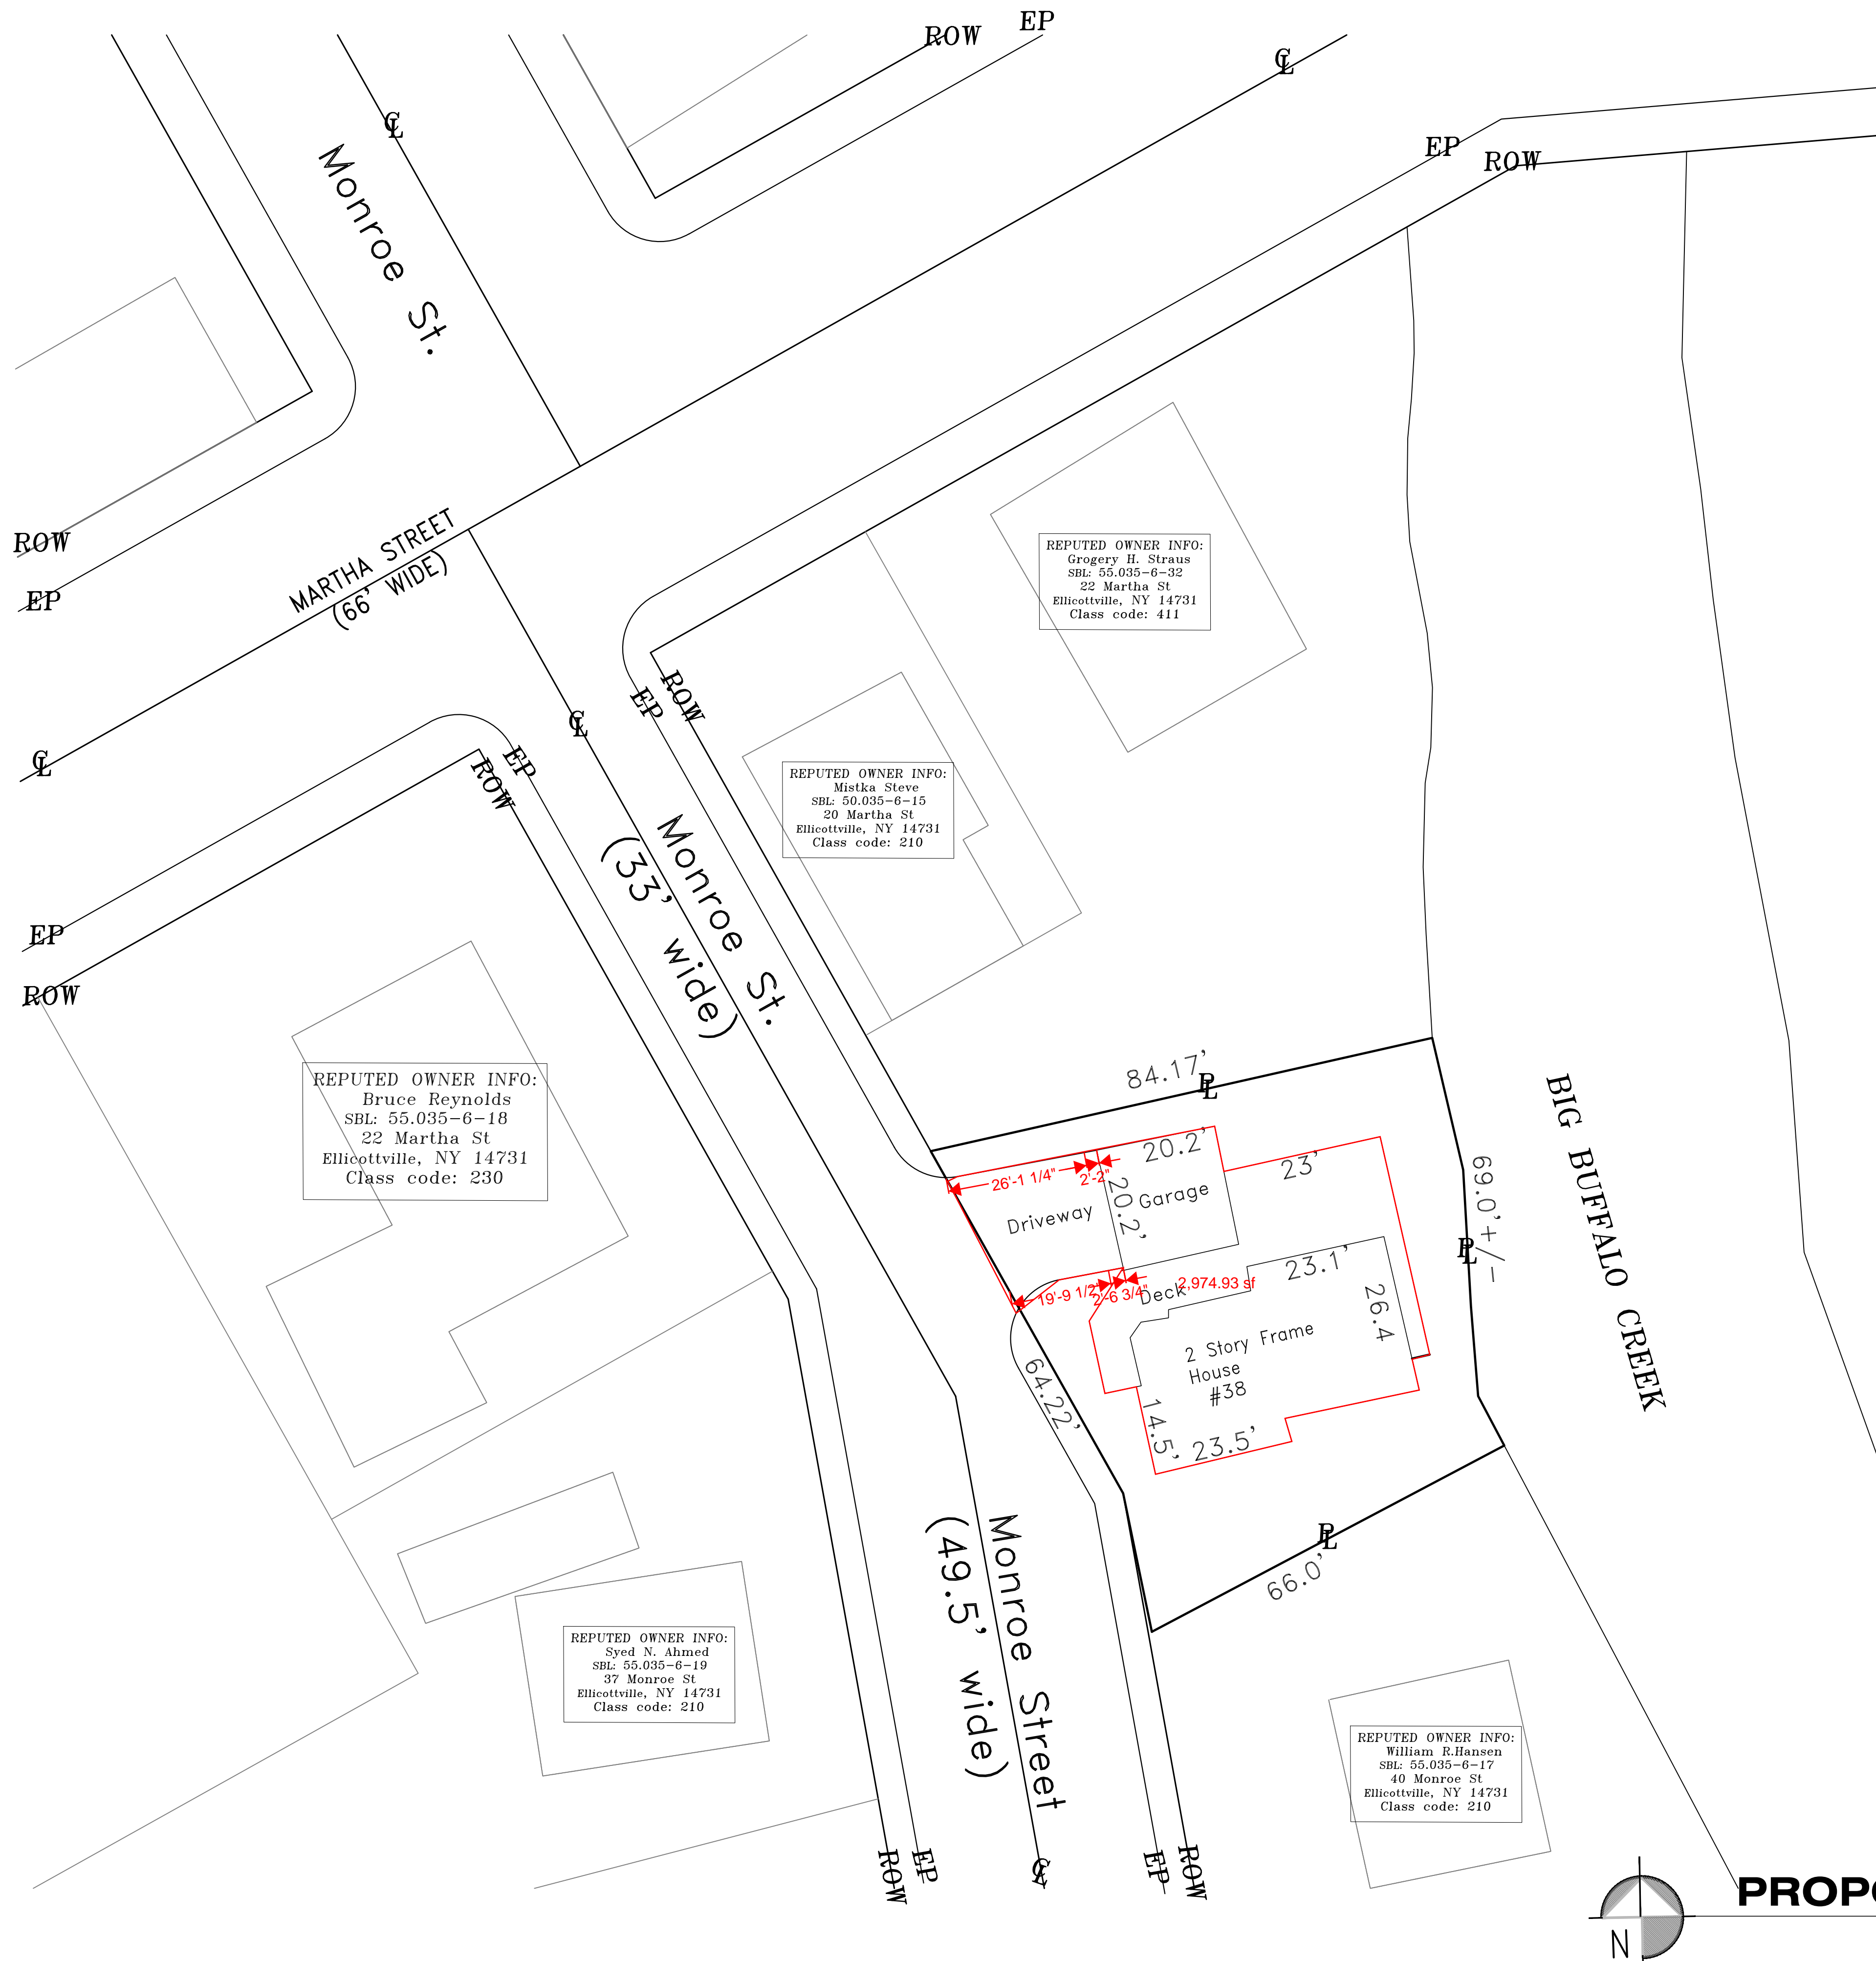 ROW
EP
C̲L
C̲L
Monroe St.
EP
ROW
ROW
EP
MARTHA STREET
(66' WIDE)
REPUTED OWNER INFO:
Grogery H. Straus
SBL: 55.035-6-32
22 Martha St
Ellicottville, NY 14731
Class code: 411
ROW
EP
CL
CL
EP
ROW
REPUTED OWNER INFO:
Mistka Steve
SBL: 50.035-6-15
20 Martha St
Ellicottville, NY 14731
Class code: 210
Monroe St.
(33' wide)
EP
ROW
REPUTED OWNER INFO:
Bruce Reynolds
SBL: 55.035-6-18
22 Martha St
Ellicottville, NY 14731
Class code: 230
84.17'
PL
BIG BUFFALO CREEK
20.2'
23'
69.0'+/-
PL
26'-1 1/4"
2'-2"
20.2'
Garage
Driveway
23.1'
19'-9 1/2"
2'-6 3/4"
Deck
2,974.93 sf
26.4
2 Story Frame
House
#38
64.22'
14.5'
23.5'
PL
66.0'
Monroe Street
(49.5' wide)
REPUTED OWNER INFO:
Syed N. Ahmed
SBL: 55.035-6-19
37 Monroe St
Ellicottville, NY 14731
Class code: 210
REPUTED OWNER INFO:
William R.Hansen
SBL: 55.035-6-17
40 Monroe St
Ellicottville, NY 14731
Class code: 210
ROW
EP
CL
EP
ROW
N
PROPO